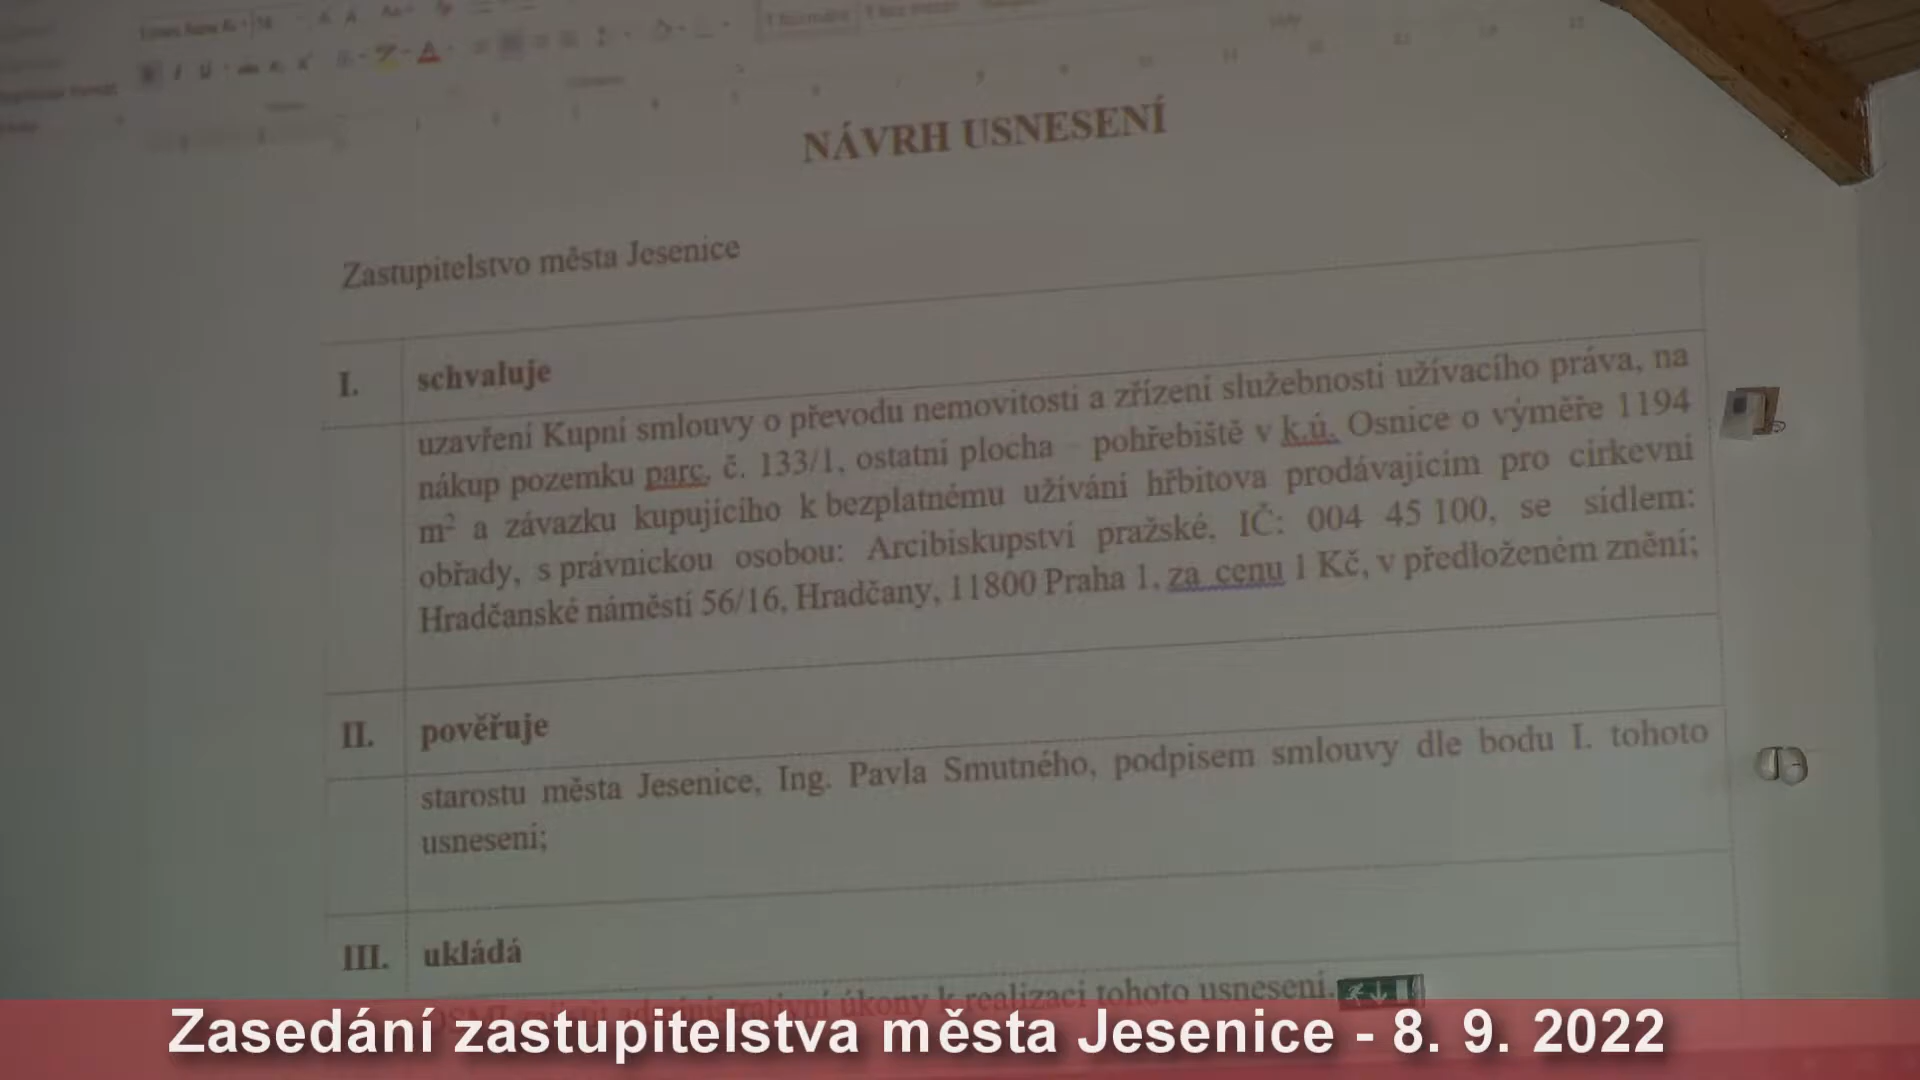 NÁVRH USNESENÍ
Zastupitelstvo města Jesenice
I. schvaluje
uzavření Kupní smlouvy o převodu nemovitosti a zřízení služebnosti užívacího práva, na
nákup pozemku parc. č. 133/1, ostatní plocha pohřebiště v k.ú. Osnice o výměře 1194
m² a závazku kupujícího k bezplatnému užívání hřbitova prodávajícím pro církevní
obřady, s právnickou osobou: Arcibiskupství pražské, IČ: 004 45 100, se sídlem:
Hradčanské náměstí 56/16, Hradčany, 11800 Praha 1, za cenu 1 Kč, v předloženém znění;
II. pověřuje
starostu města Jesenice, Ing. Pavla Smutného, podpisem smlouvy dle bodu I. tohoto
usnesení;
III. ukládá
administrativní úkony k realizaci tohoto usnesení.
Zasedání zastupitelstva města Jesenice - 8. 9. 2022